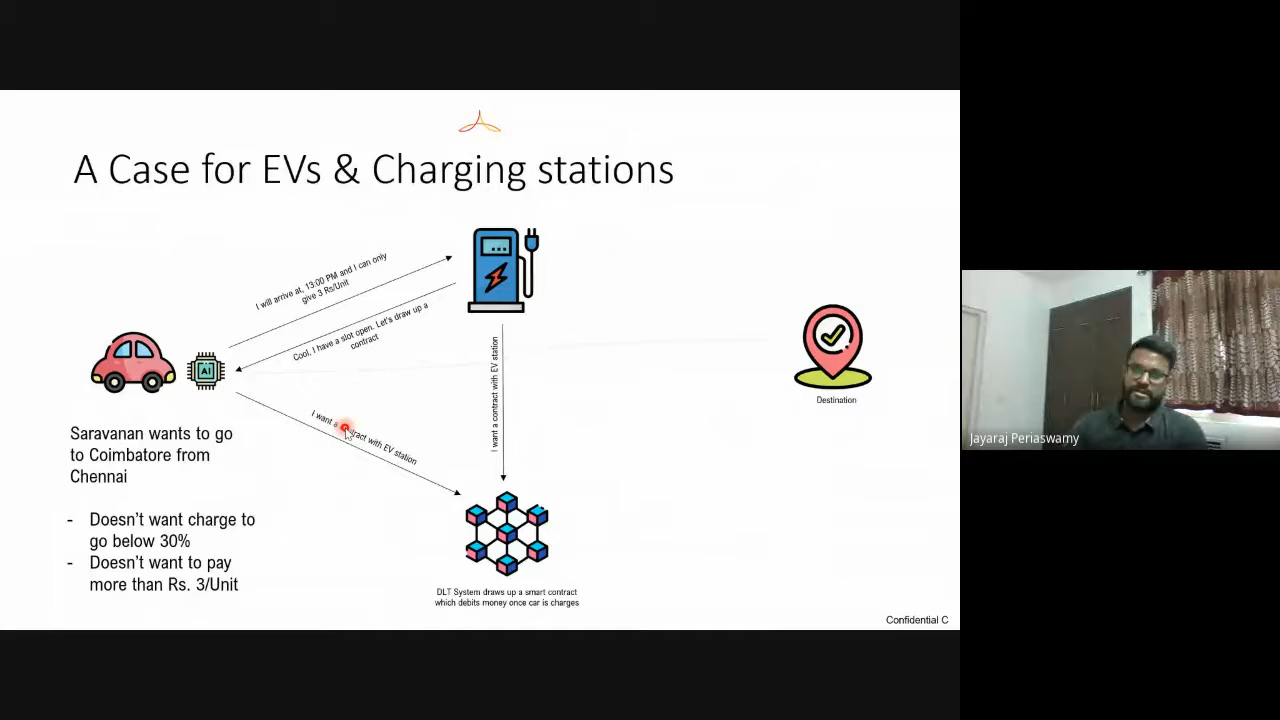 A Case for EVs & Charging stations
I will arrive at, 13:00 PM and I can only
give 3 Rs/Unit
Cool. I have a slot open. Let's draw up a
contract
I want a contract with EV station
I want a with EV station
Destination
Saravanan wants to go
to Coimbatore from
Chennai
- Doesn't want charge to
go below 30%
- Doesn't want to pay
more than Rs. 3/Unit
AI
DLT System draws up a smart contract
which debits money once car is charges
Confidential C
Jayaraj Periaswamy